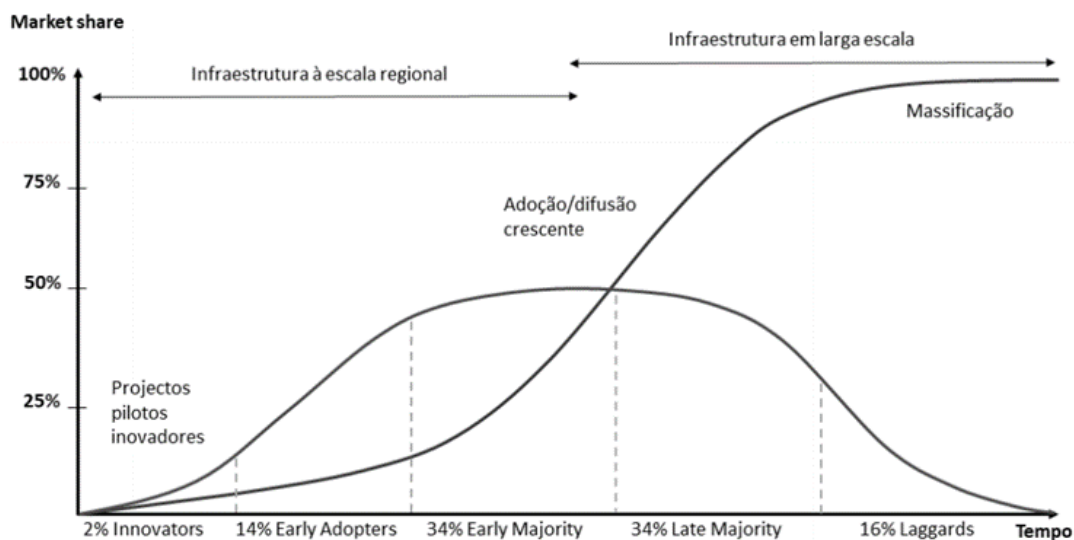 Market share
Infraestrutura em larga escala
100%
Infraestrutura à escala regional
Massificação
75%
Adoção/difusão
crescente
50%
Projectos
pilotos
inovadores
25%
2% Innovators 14% Early Adopters 34% Early Majority 34% Late Majority 16% Laggards Tempo